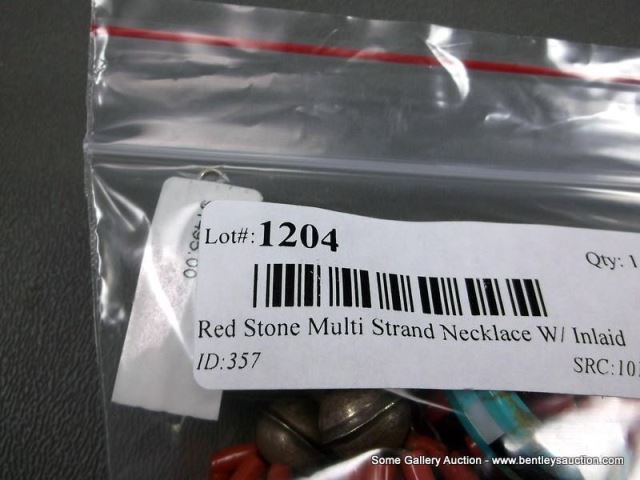 Lot#: 1204
Qty: 1
Red Stone Multi Strand Necklace W/ Inlaid
ID:357
Some Gallery Auction - www.bentleysauction.com